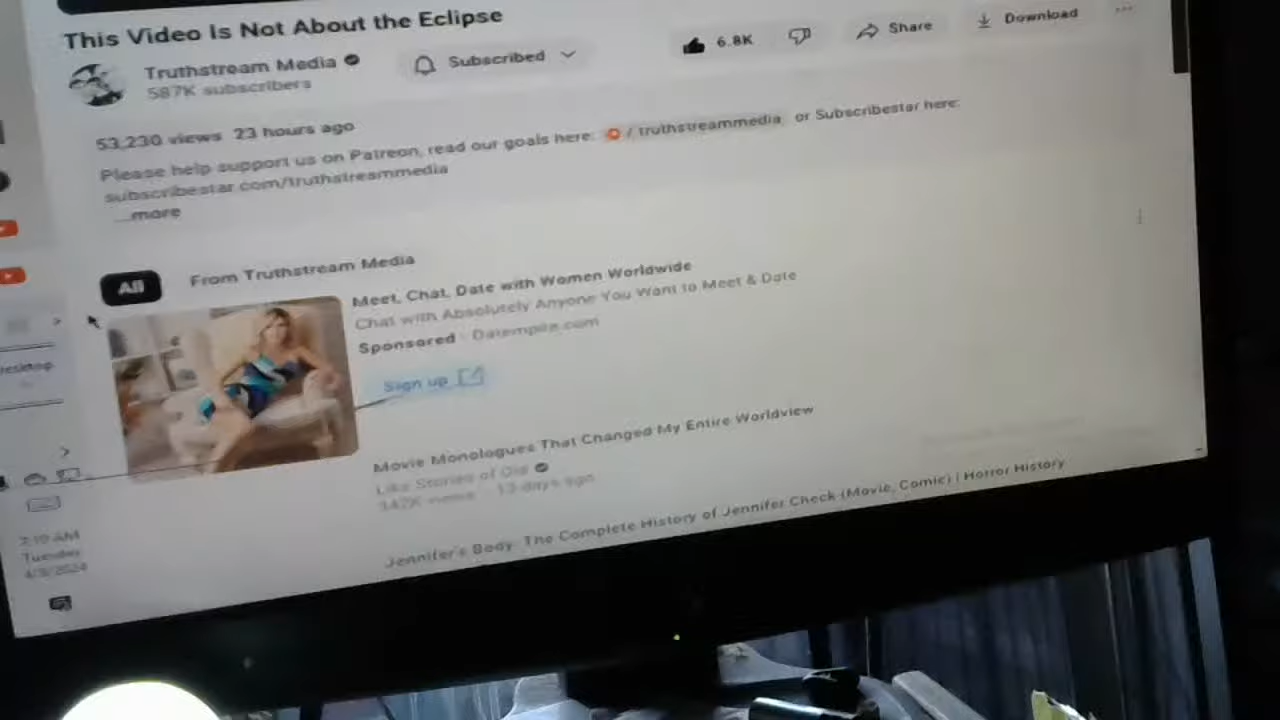 This Video Is Not About the Eclipse
Truthstream Media
587K subscribers
Subscribed
6.8K
Share
Download
53,230 views 23 hours ago
Please help support us on Patreon, read our goals here: / truthstreammedia or Subscribestar here:
subscribestar.com/truthstreammedia
...more
All
From Truthstream Media
Meet, Chat, Date with Women Worldwide
Chat with Absolutely Anyone You Want to Meet & Date
Sponsored · Datempire.com
Sign up
Movie Monologues That Changed My Entire Worldview
Like Stories of Old
142K views · 13 days ago
Jennifer's Body: The Complete History of Jennifer Check (Movie, Comic) | Horror History
Desktop
Tuesday